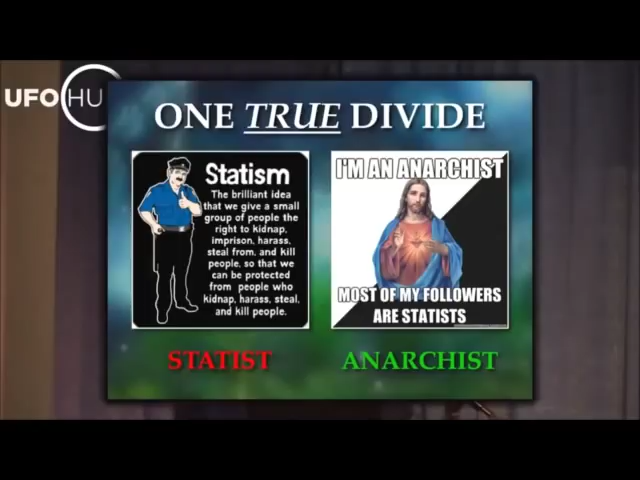 UFO HU
ONE TRUE DIVIDE
Statism
The brilliant idea
that we give a small
group of people the
right to kidnap,
imprison, harass,
steal from, and kill
people, so that we
can be protected
from people who
kidnap, harass, steal,
and kill people.
I'M AN ANARCHIST
MOST OF MY FOLLOWERS
ARE STATISTS
STATIST
ANARCHIST